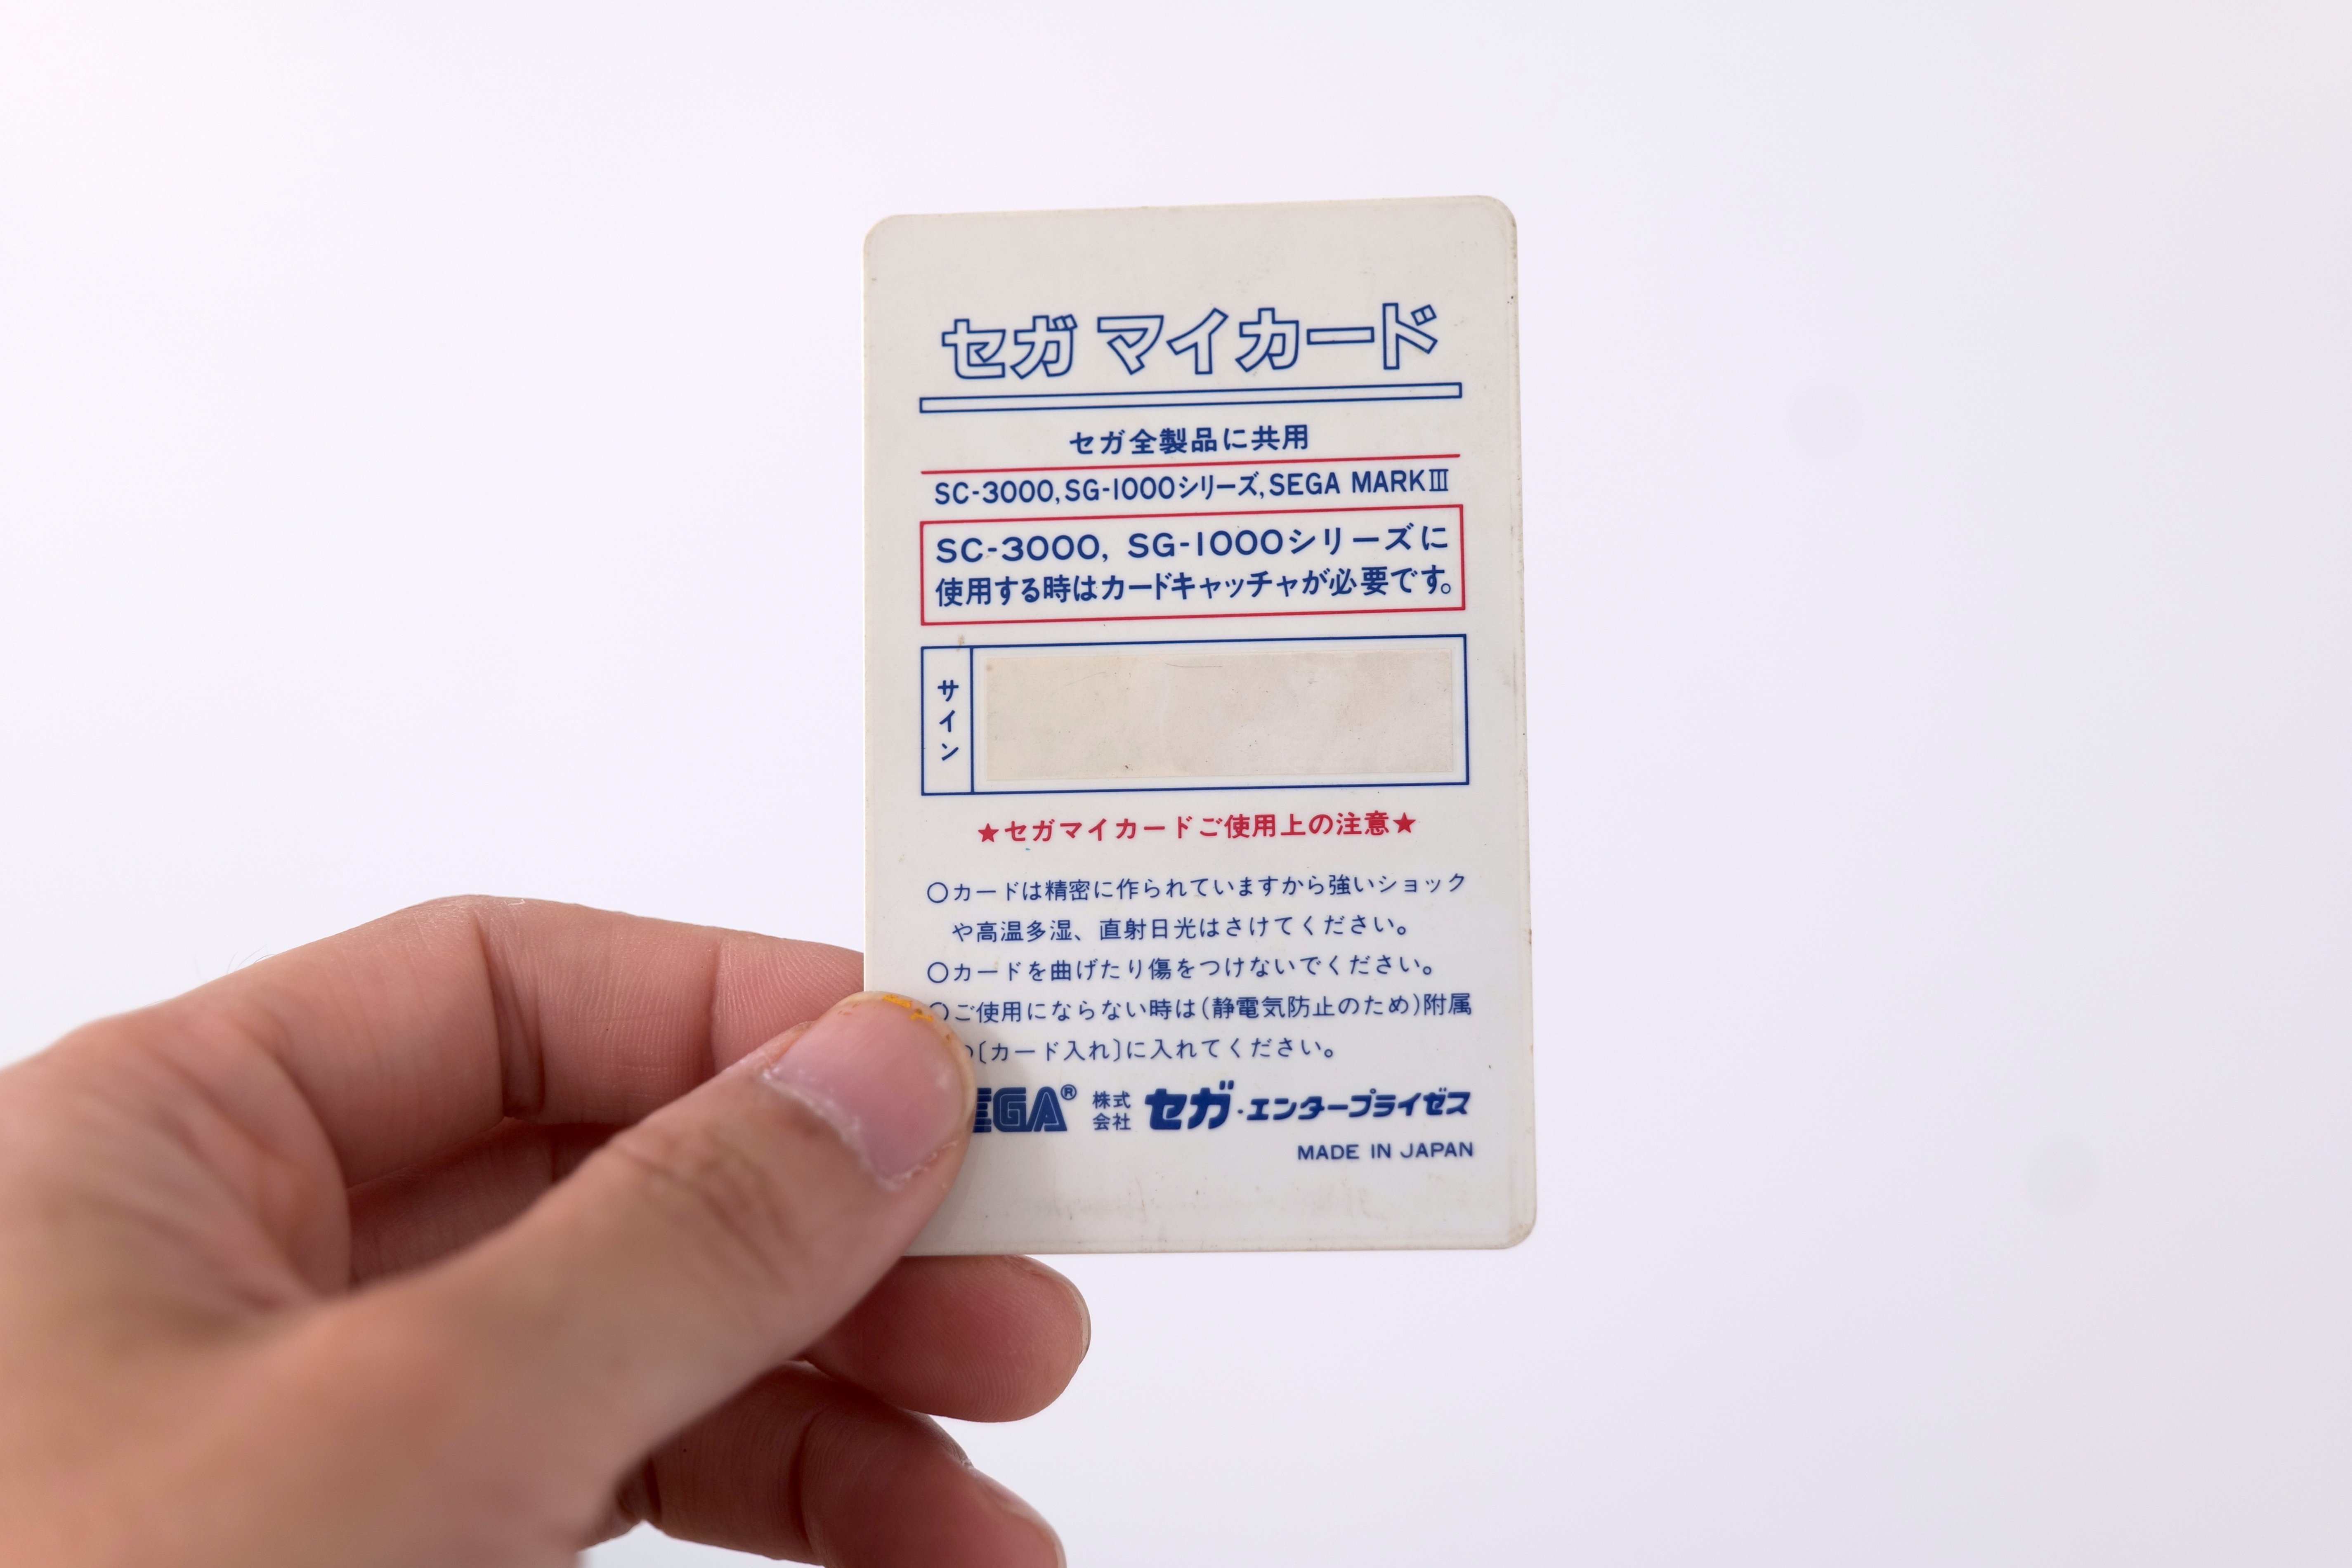 セガ マイカード
セガ全製品に共用
SC-3000, SG-1000シリーズ, SEGA MARKⅢ
SC-3000, SG-1000シリーズに
使用する時はカードキャッチャが必要です。
サイン
★セガマイカードご使用上の注意★
○カードは精密に作られていますから強いショック
や高温多湿、直射日光はさけてください。
○カードを曲げたり傷をつけないでください。
○ご使用にならない時は(静電気防止のため)附属
の〔カード入れ〕に入れてください。
EGA® 株式会社 セガ・エンタープライゼス
MADE IN JAPAN